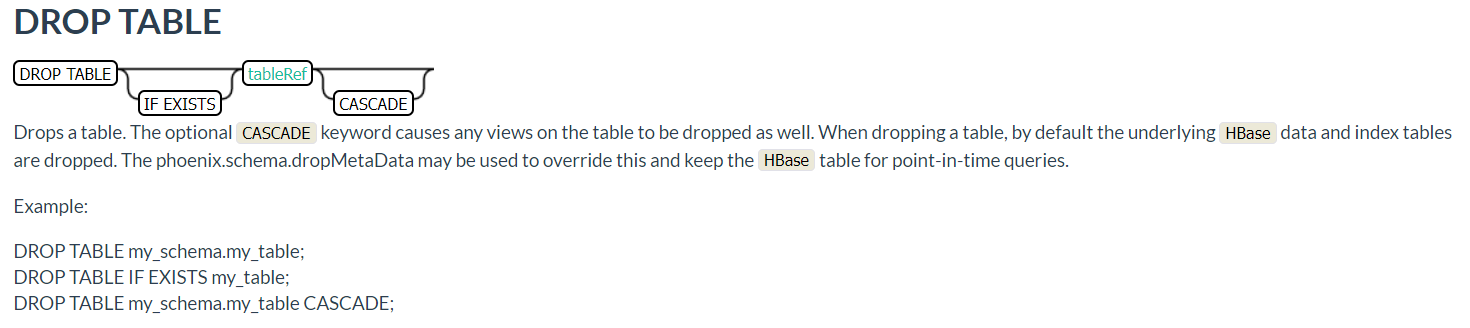 DROP TABLE
DROP TABLE tableRef
IF EXISTS CASCADE
Drops a table. The optional CASCADE keyword causes any views on the table to be dropped as well. When dropping a table, by default the underlying HBase data and index tables
are dropped. The phoenix.schema.dropMetaData may be used to override this and keep the HBase table for point-in-time queries.
Example:
DROP TABLE my_schema.my_table;
DROP TABLE IF EXISTS my_table;
DROP TABLE my_schema.my_table CASCADE;